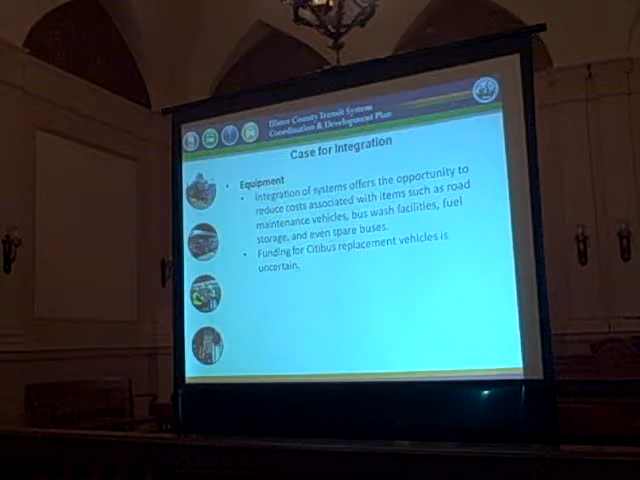 Ulster County Transit System
Coordination & Development Plan
Case for Integration
• Equipment
• Integration of systems offers the opportunity to
reduce costs associated with items such as road
maintenance vehicles, bus wash facilities, fuel
storage, and even spare buses.
• Funding for Citibus replacement vehicles is
uncertain.